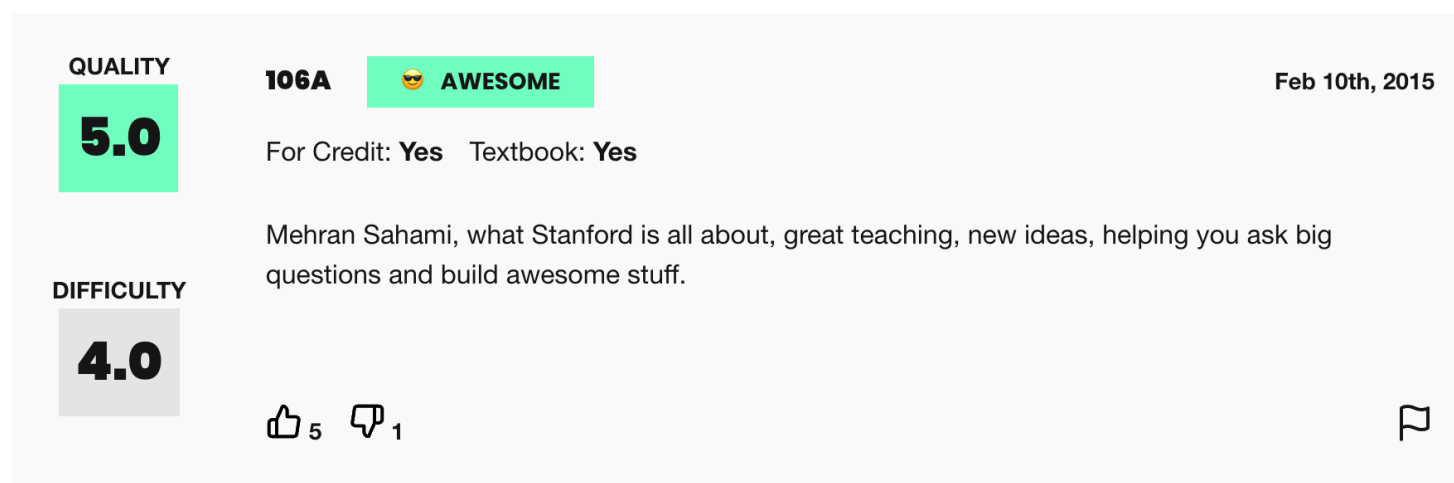 QUALITY
5.0
DIFFICULTY
4.0
106A 😎 AWESOME Feb 10th, 2015
For Credit: Yes Textbook: Yes
Mehran Sahami, what Stanford is all about, great teaching, new ideas, helping you ask big
questions and build awesome stuff.
5 1